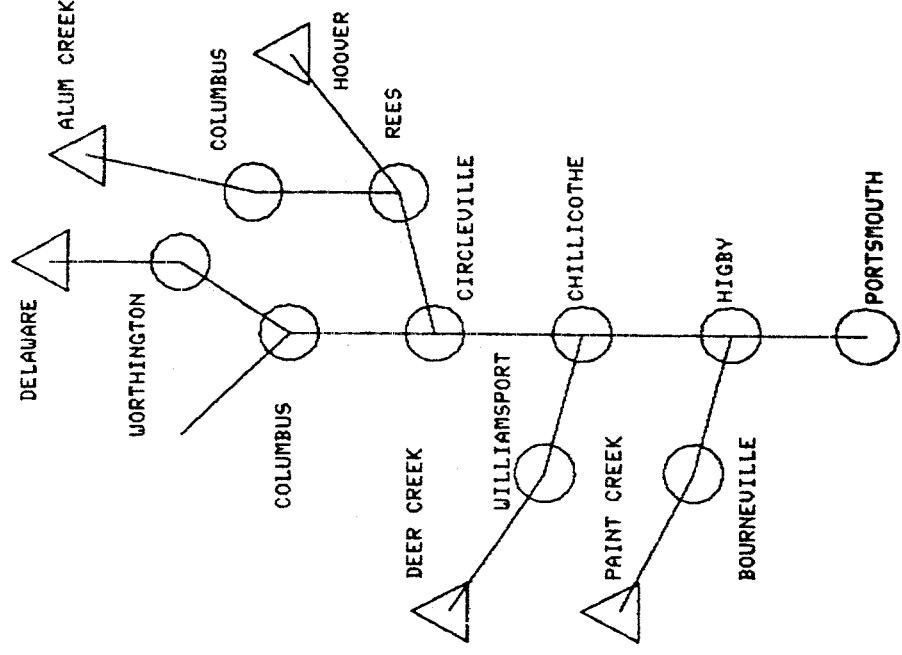 ALUM CREEK
COLUMBUS
HOOVER
REES
DELAWARE
WORTHINGTON
CIRCLEVILLE
COLUMBUS
CHILLICOTHE
WILLIAMSPORT
DEER CREEK
HIGBY
PAINT CREEK
BOURNEVILLE
PORTSMOUTH